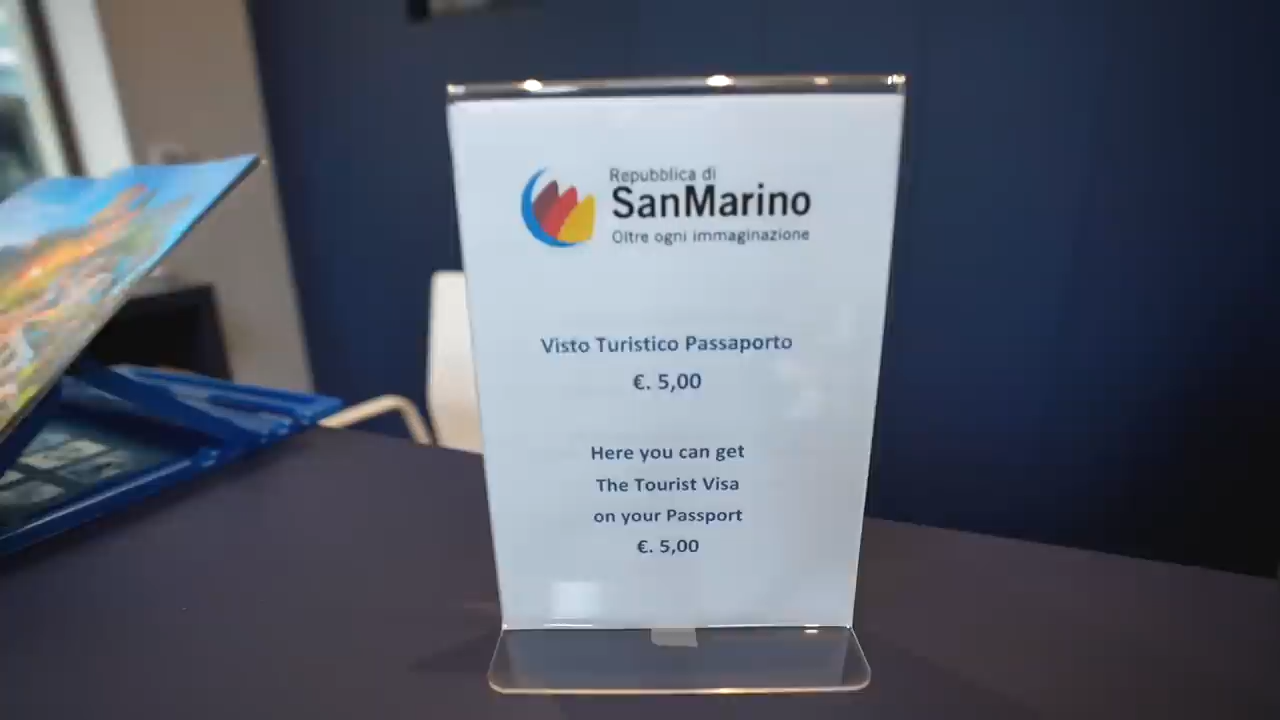 Repubblica di
SanMarino
Oltre ogni immaginazione
Visto Turistico Passaporto
€. 5,00
Here you can get
The Tourist Visa
on your Passport
€. 5,00